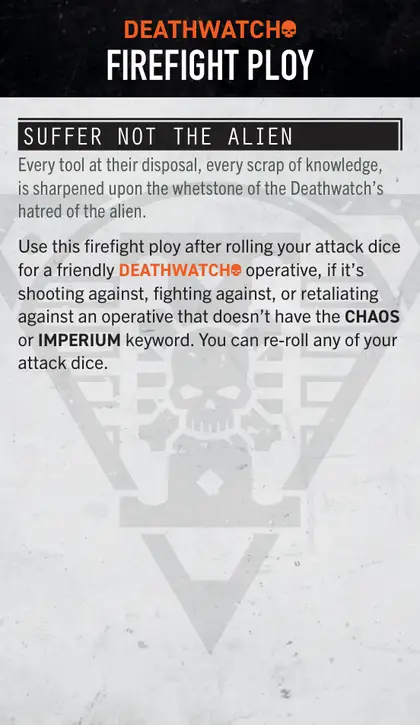 DEATHWATCH
FIREFIGHT PLOY
SUFFER NOT THE ALIEN
Every tool at their disposal, every scrap of knowledge,
is sharpened upon the whetstone of the Deathwatch’s
hatred of the alien.
Use this firefight ploy after rolling your attack dice
for a friendly DEATHWATCH operative, if it’s
shooting against, fighting against, or retaliating
against an operative that doesn’t have the CHAOS
or IMPERIUM keyword. You can re-roll any of your
attack dice.